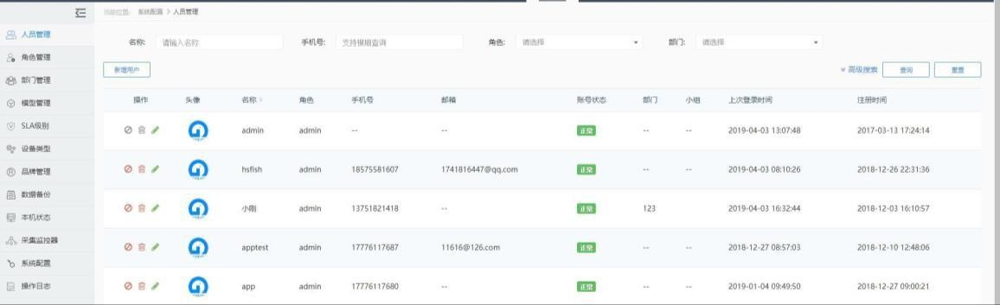 当前位置: 系统配置 > 人员管理
人员管理
角色管理
部门管理
模型管理
SLA级别
设备类型
品牌管理
数据备份
本机状态
采集监控器
系统配置
操作日志
名称: 请输入名称 手机号: 支持模糊查询 角色: 请选择 部门: 请选择
新增用户 高级搜索 查询 重置
操作 头像 名称 角色 手机号 邮箱 账号状态 部门 小组 上次登录时间 注册时间
admin admin -- -- 正常 -- -- 2019-04-03 13:07:48 2017-03-13 17:24:14
hsfish admin 18575581607 1741816447@qq.com 正常 -- -- 2019-04-03 08:10:26 2018-12-26 22:31:36
小刚 admin 13751821418 -- 正常 123 2019-04-03 16:32:44 2018-12-03 16:10:57
apptest admin 17776117687 11616@126.com 正常 -- -- 2018-12-27 08:57:03 2018-12-10 12:48:06
app admin 17776117680 -- 正常 -- -- 2019-01-04 09:49:50 2018-12-27 09:00:21